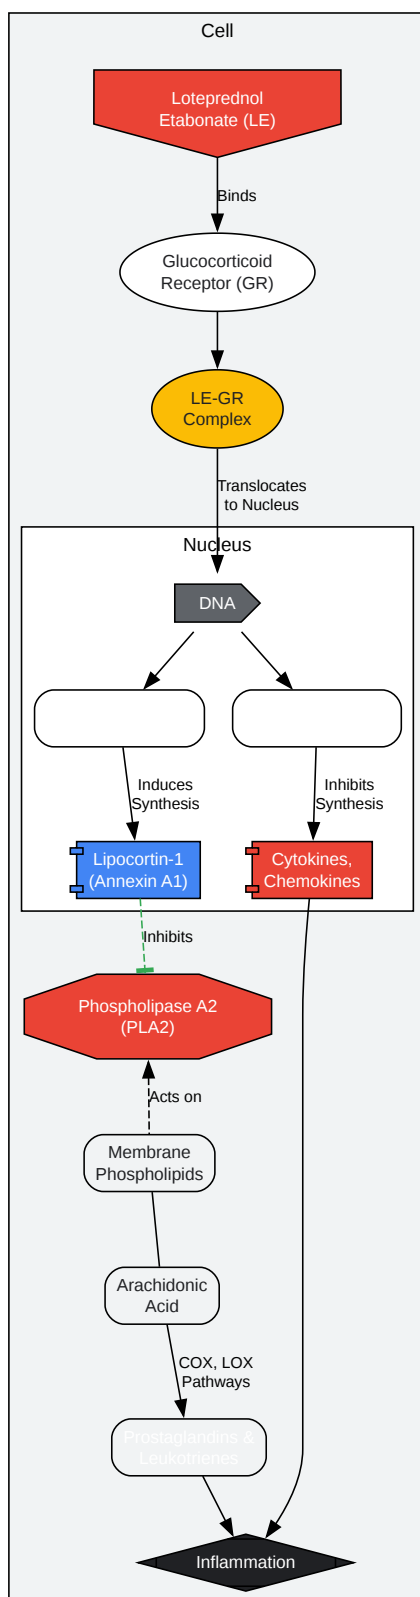 Cell
Loteprednol
Etabonate (LE)
Binds
Glucocorticoid
Receptor (GR)
LE-GR
Complex
Translocates
to Nucleus
Nucleus
DNA
Induces
Synthesis
Inhibits
Synthesis
Lipocortin-1
(Annexin A1)
Cytokines,
Chemokines
Inhibits
Phospholipase A2
(PLA2)
Acts on
Membrane
Phospholipids
Arachidonic
Acid
COX, LOX
Pathways
Prostaglandins &
Leukotrienes
Inflammation